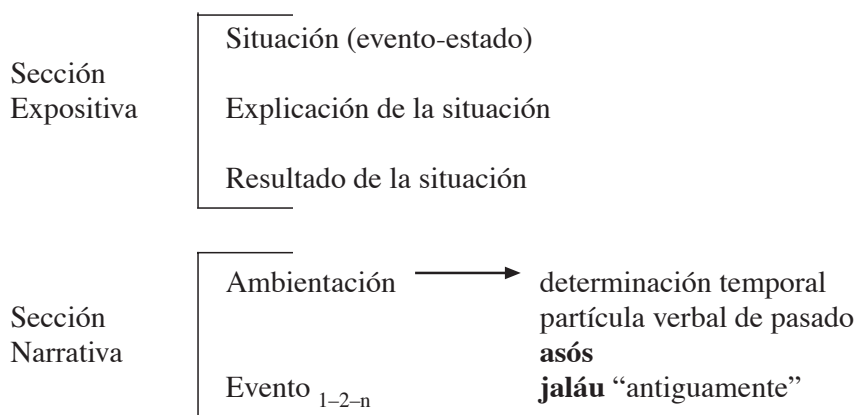 Situación (evento-estado)
Sección
Expositiva
Explicación de la situación
Resultado de la situación
Ambientación
determinación temporal
Sección
Narrativa
partícula verbal de pasado
asós
Evento 1–2–n
jaláu “antiguamente”